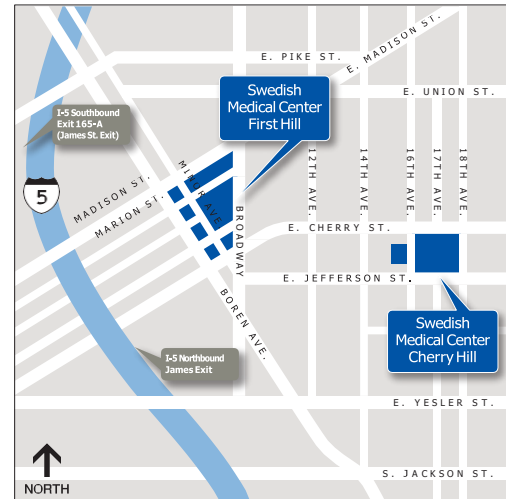 E. PIKE ST.
E. MADISON ST.
E. UNION ST.
Swedish
Medical Center
First Hill
I-5 Southbound
Exit 165-A
(James St. Exit)
5
MADISON ST.
MARION ST.
MINOR AVE.
BROADWAY
12TH AVE.
14TH AVE.
16TH AVE.
17TH AVE.
18TH AVE.
E. CHERRY ST.
E. JEFFERSON ST.
BOREN AVE.
Swedish
Medical Center
Cherry Hill
I-5 Northbound
James Exit
E. YESLER ST.
S. JACKSON ST.
NORTH